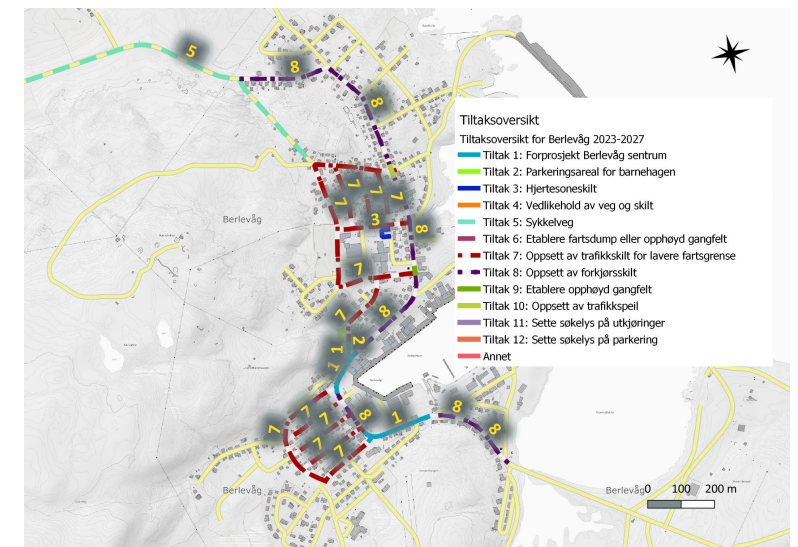 5
8
8
Tiltaksoversikt
Tiltaksoversikt for Berlevåg 2023-2027
Tiltak 1: Forprosjekt Berlevåg sentrum
Tiltak 2: Parkeringsareal for barnehagen
Tiltak 3: Hjertesoneskilt
Tiltak 4: Vedlikehold av veg og skilt
Tiltak 5: Sykkelveg
Tiltak 6: Etablere fartsdump eller opphøyd gangfelt
Tiltak 7: Oppsett av trafikkskilt for lavere fartsgrense
Tiltak 8: Oppsett av forkjørsskilt
Tiltak 9: Etablere opphøyd gangfelt
Tiltak 10: Oppsett av trafikkspeil
Tiltak 11: Sette søkelys på utkjøringer
Tiltak 12: Sette søkelys på parkering
Annet
7 7 7 7
Berlevåg
3
8
7
7
8
1
2
1
7
7
7
7
7
8
1
8
8
Berlevåg
Berlevåg
0 100 200 m